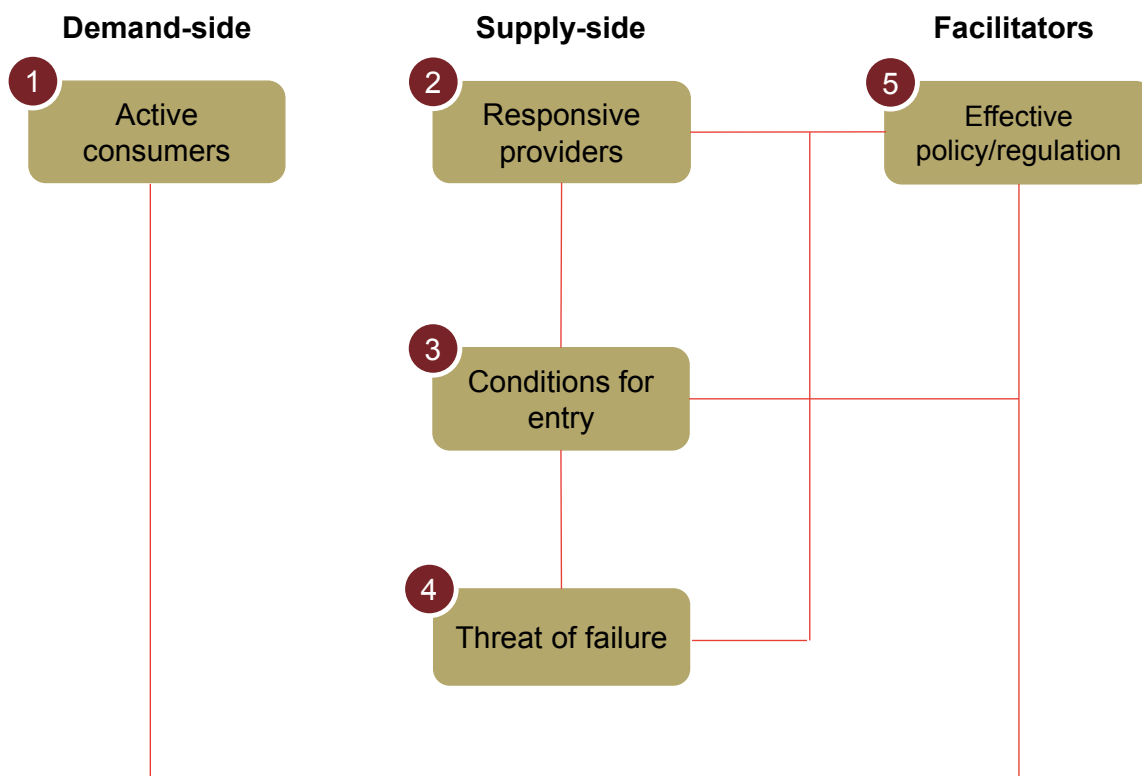 Demand-side
Supply-side
Facilitators
1
Active
consumers
2
Responsive
providers
5
Effective
policy/regulation
3
Conditions for
entry
4
Threat of failure